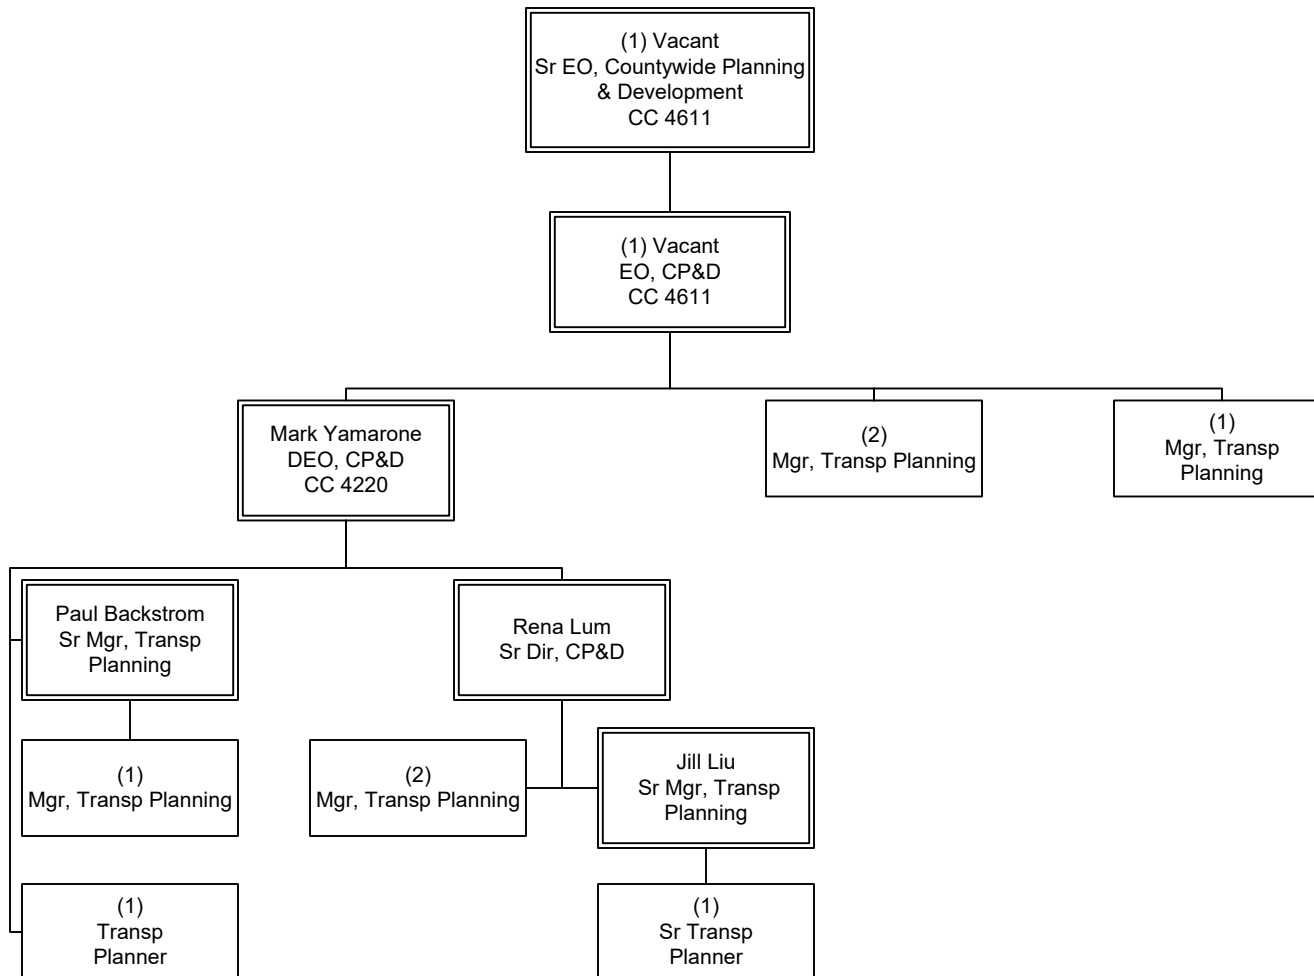 (1) Vacant
Sr EO, Countywide Planning
& Development
CC 4611
(1) Vacant
EO, CP&D
CC 4611
Mark Yamarone
DEO, CP&D
CC 4220
(2)
Mgr, Transp Planning
(1)
Mgr, Transp
Planning
Paul Backstrom
Sr Mgr, Transp
Planning
Rena Lum
Sr Dir, CP&D
(1)
Mgr, Transp Planning
(2)
Mgr, Transp Planning
Jill Liu
Sr Mgr, Transp
Planning
(1)
Transp
Planner
(1)
Sr Transp
Planner